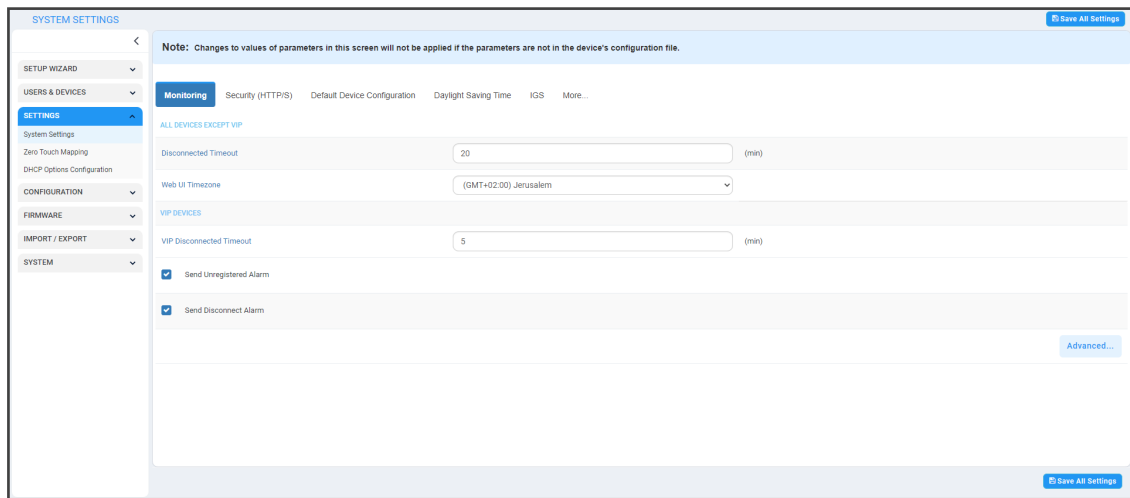 SYSTEM SETTINGS
Save All Settings
Note: Changes to values of parameters in this screen will not be applied if the parameters are not in the device's configuration file.
SETUP WIZARD
USERS & DEVICES
SETTINGS
System Settings
Zero Touch Mapping
DHCP Options Configuration
CONFIGURATION
FIRMWARE
IMPORT / EXPORT
SYSTEM
Monitoring Security (HTTP/S) Default Device Configuration Daylight Saving Time IGS More...
ALL DEVICES EXCEPT VIP
Disconnected Timeout 20 (min)
Web UI Timezone (GMT+02:00) Jerusalem
VIP DEVICES
VIP Disconnected Timeout 5 (min)
Send Unregistered Alarm
Send Disconnect Alarm
Advanced...
Save All Settings